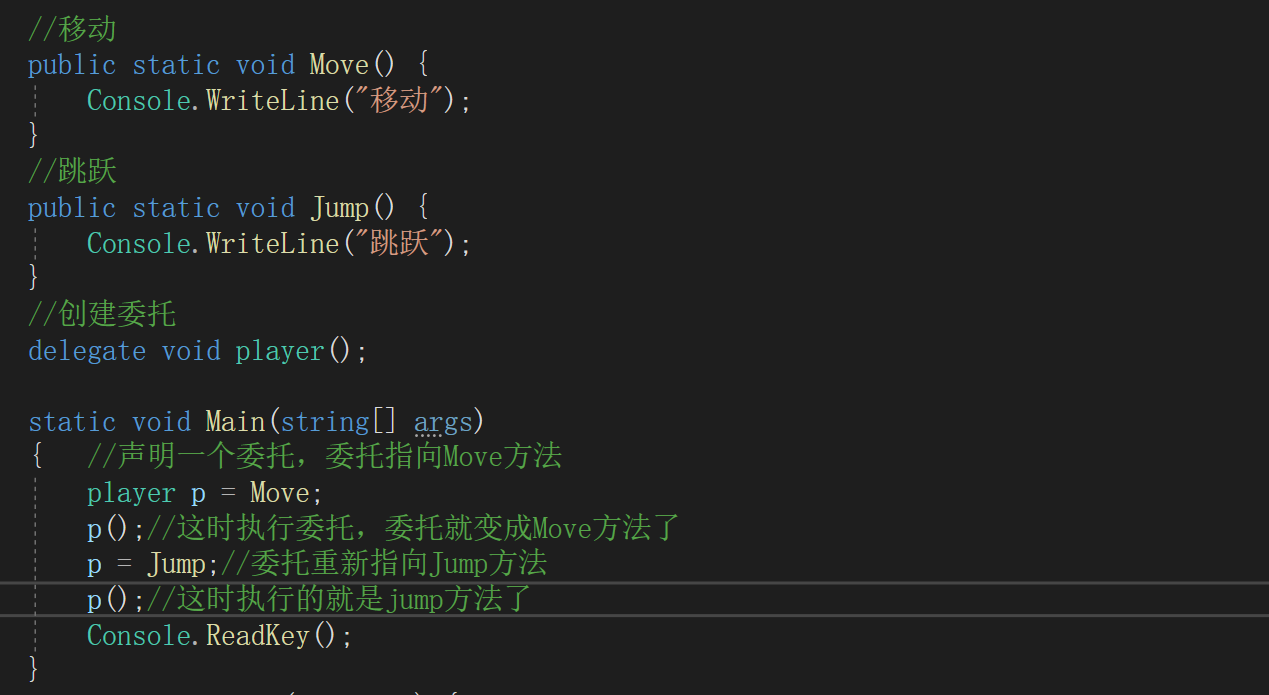 //移动
public static void Move() {
Console.WriteLine("移动");
}
//跳跃
public static void Jump() {
Console.WriteLine("跳跃");
}
//创建委托
delegate void player();
static void Main(string[] args)
{ //声明一个委托，委托指向Move方法
player p = Move;
p();//这时执行委托，委托就变成Move方法了
p = Jump;//委托重新指向Jump方法
p();//这时执行的就是jump方法了
Console.ReadKey();
}